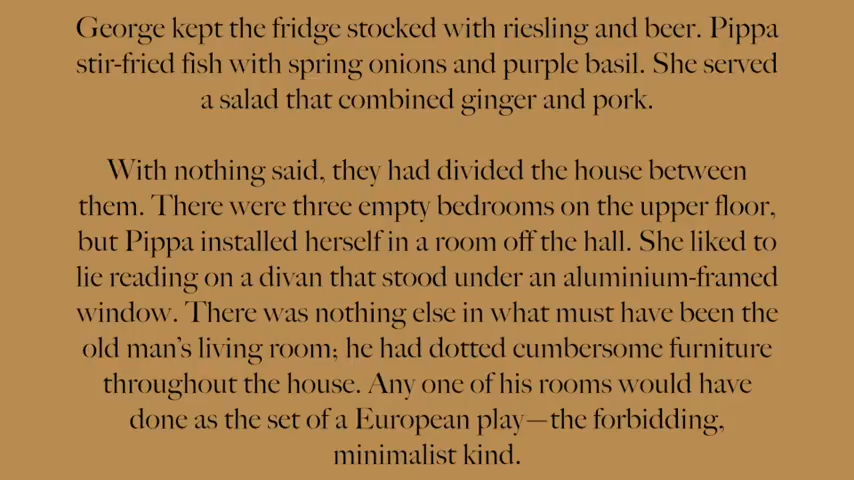 George kept the fridge stocked with riesling and beer. Pippa
stir-fried fish with spring onions and purple basil. She served
a salad that combined ginger and pork.
With nothing said, they had divided the house between
them. There were three empty bedrooms on the upper floor,
but Pippa installed herself in a room off the hall. She liked to
lie reading on a divan that stood under an aluminium-framed
window. There was nothing else in what must have been the
old man's living room; he had dotted cumbersome furniture
throughout the house. Any one of his rooms would have
done as the set of a European play—the forbidding,
minimalist kind.